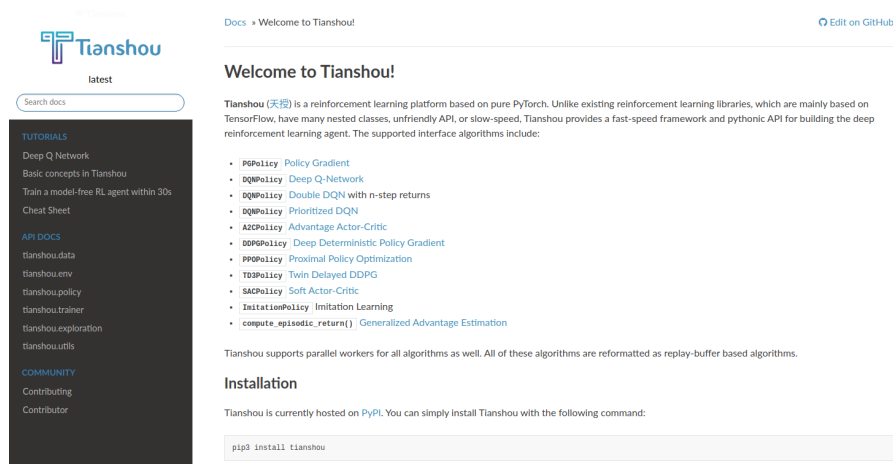 Tianshou
latest
Search docs
TUTORIALS
Deep Q Network
Basic concepts in Tianshou
Train a model-free RL agent within 30s
Cheat Sheet
API DOCS
tianshou.data
tianshou.env
tianshou.policy
tianshou.trainer
tianshou.exploration
tianshou.utils
COMMUNITY
Contributing
Contributor
Docs » Welcome to Tianshou!
Edit on GitHub
Welcome to Tianshou!
Tianshou (天授) is a reinforcement learning platform based on pure PyTorch. Unlike existing reinforcement learning libraries, which are mainly based on
TensorFlow, have many nested classes, unfriendly API, or slow-speed, Tianshou provides a fast-speed framework and pythonic API for building the deep
reinforcement learning agent. The supported interface algorithms include:
• PGPolicy Policy Gradient
• DQNPolicy Deep Q-Network
• DQNPolicy Double DQN with n-step returns
• DQNPolicy Prioritized DQN
• A2CPolicy Advantage Actor-Critic
• DDPGPolicy Deep Deterministic Policy Gradient
• PPOPolicy Proximal Policy Optimization
• TD3Policy Twin Delayed DDPG
• SACPolicy Soft Actor-Critic
• ImitationPolicy Imitation Learning
• compute_episodic_return() Generalized Advantage Estimation
Tianshou supports parallel workers for all algorithms as well. All of these algorithms are reformatted as replay-buffer based algorithms.
Installation
Tianshou is currently hosted on PyPI. You can simply install Tianshou with the following command:
pip3 install tianshou